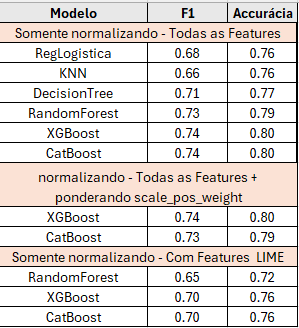 Modelo F1 Accurácia
Somente normalizando - Todas as Features
RegLogistica 0.68 0.76
KNN 0.66 0.76
DecisionTree 0.71 0.77
RandomForest 0.73 0.79
XGBoost 0.74 0.80
CatBoost 0.74 0.80
normalizando - Todas as Features +
ponderando scale_pos_weight
XGBoost 0.74 0.80
CatBoost 0.73 0.79
Somente normalizando - Com Features LIME
RandomForest 0.65 0.72
XGBoost 0.70 0.76
CatBoost 0.70 0.76